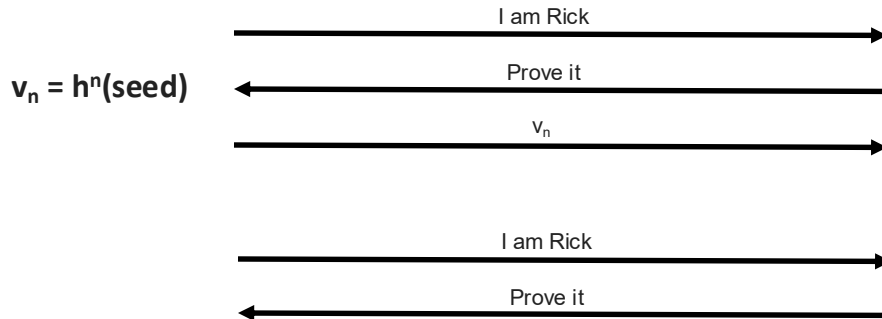 I am Rick
Prove it
vₙ = hⁿ(seed)
vₙ
I am Rick
Prove it